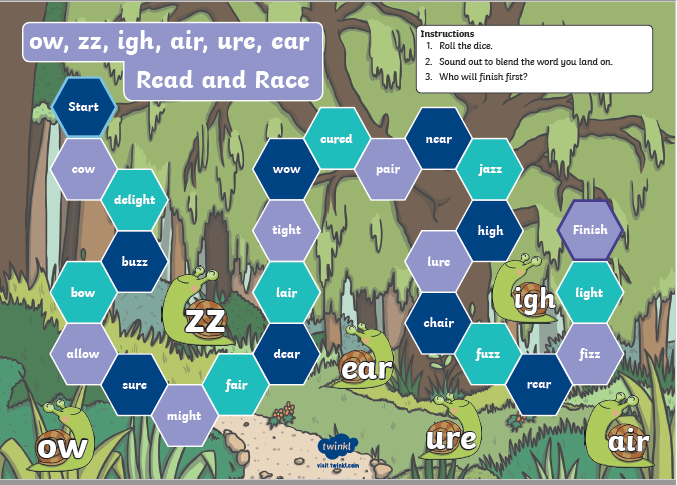 ow, zz, igh, air, ure, ear
Read and Race
Instructions
1. Roll the dice.
2. Sound out to blend the word you land on.
3. Who will finish first?
Start
cow
delight
buzz
bow
allow
sure
might
fair
dear
lair
tight
wow
cured
pair
near
jazz
high
lure
chair
fuzz
rear
fizz
light
Finish
zz
igh
ear
ow
ure
air
twinkl
visit twinkl.com